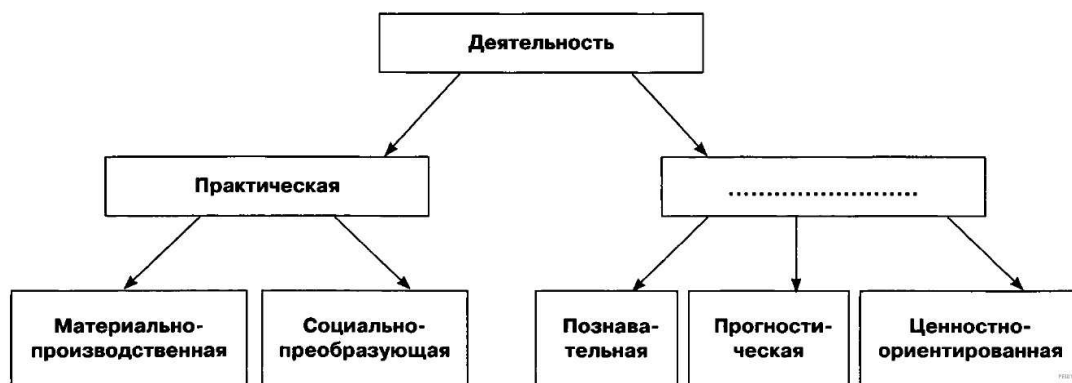 Деятельность
Практическая
............................
Материально-
производственная
Социально-
преобразующая
Познава-
тельная
Прогности-
ческая
Ценностно-
ориентированная